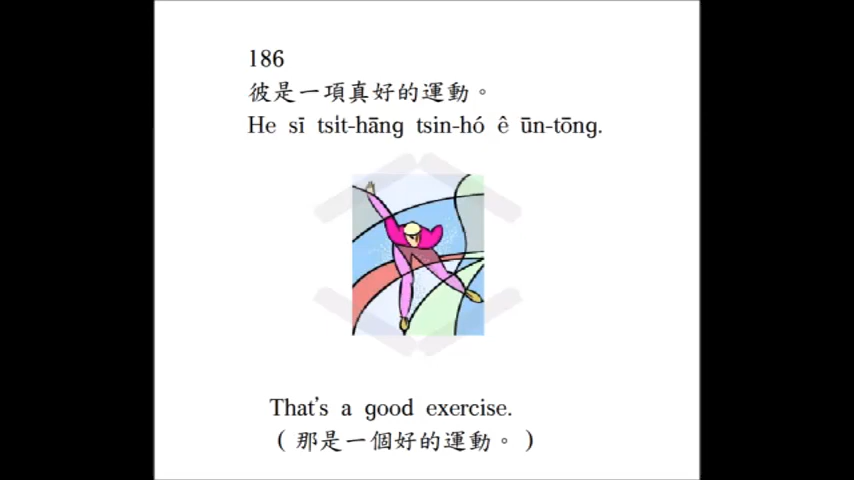 186
彼是一項真好的運動。
He sī tsi̍t-hāng tsin-hó ê ūn-tōng.
That's a good exercise.
( 那是一個好的運動。 )